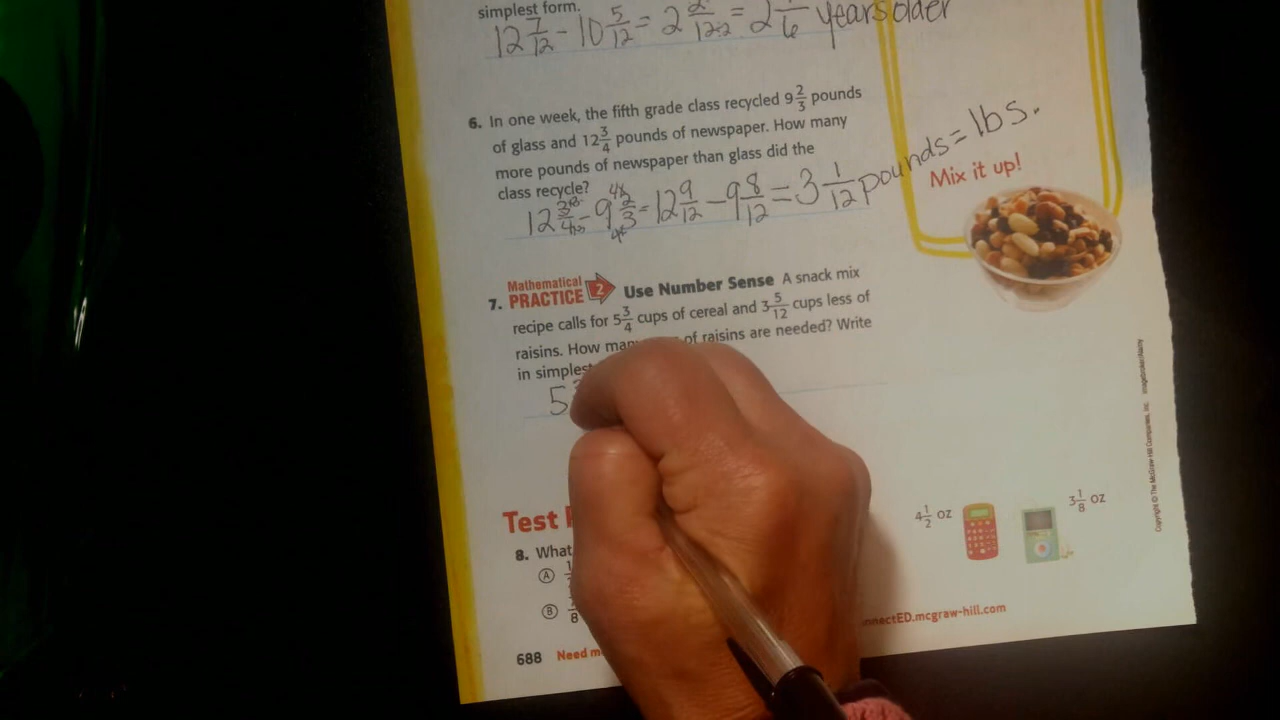 simplest form.
12 7/12 - 10 5/12 = 2 2/12÷2 = 2 1/6 years older
6. In one week, the fifth grade class recycled 9 2/3 pounds
of glass and 12 3/4 pounds of newspaper. How many
more pounds of newspaper than glass did the
class recycle?
12 3/4 - 9 2/3 = 12 9/12 - 9 8/12 = 3 1/12 pounds = lbs.
Mix it up!
7. Mathematical PRACTICE 2 Use Number Sense A snack mix
recipe calls for 5 3/4 cups of cereal and 3 5/12 cups less of
raisins. How many of raisins are needed? Write
in simplest
5
Test
8. What
A
B
4 1/2 oz
3 1/8 oz
nnectED.mcgraw-hill.com
688 Need
Copyright © The McGraw-Hill Companies, Inc.